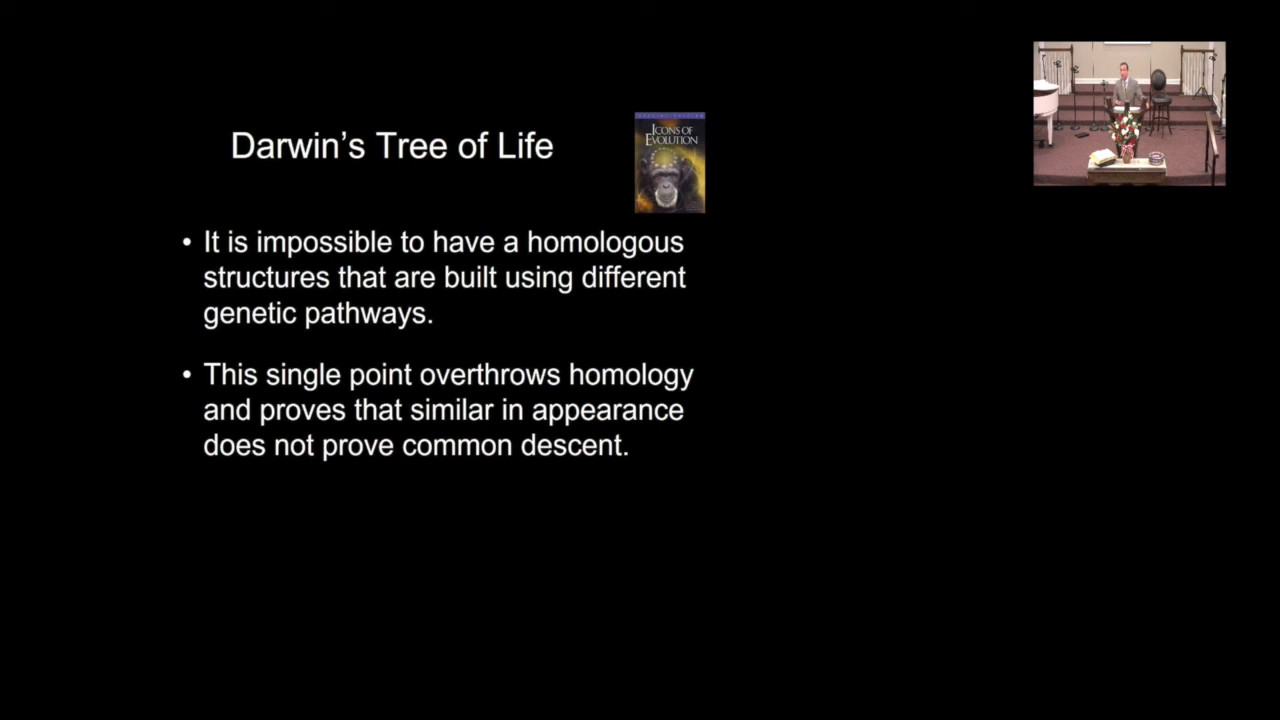 Darwin's Tree of Life
ICONS OF
EVOLUTION
• It is impossible to have a homologous
structures that are built using different
genetic pathways.
• This single point overthrows homology
and proves that similar in appearance
does not prove common descent.